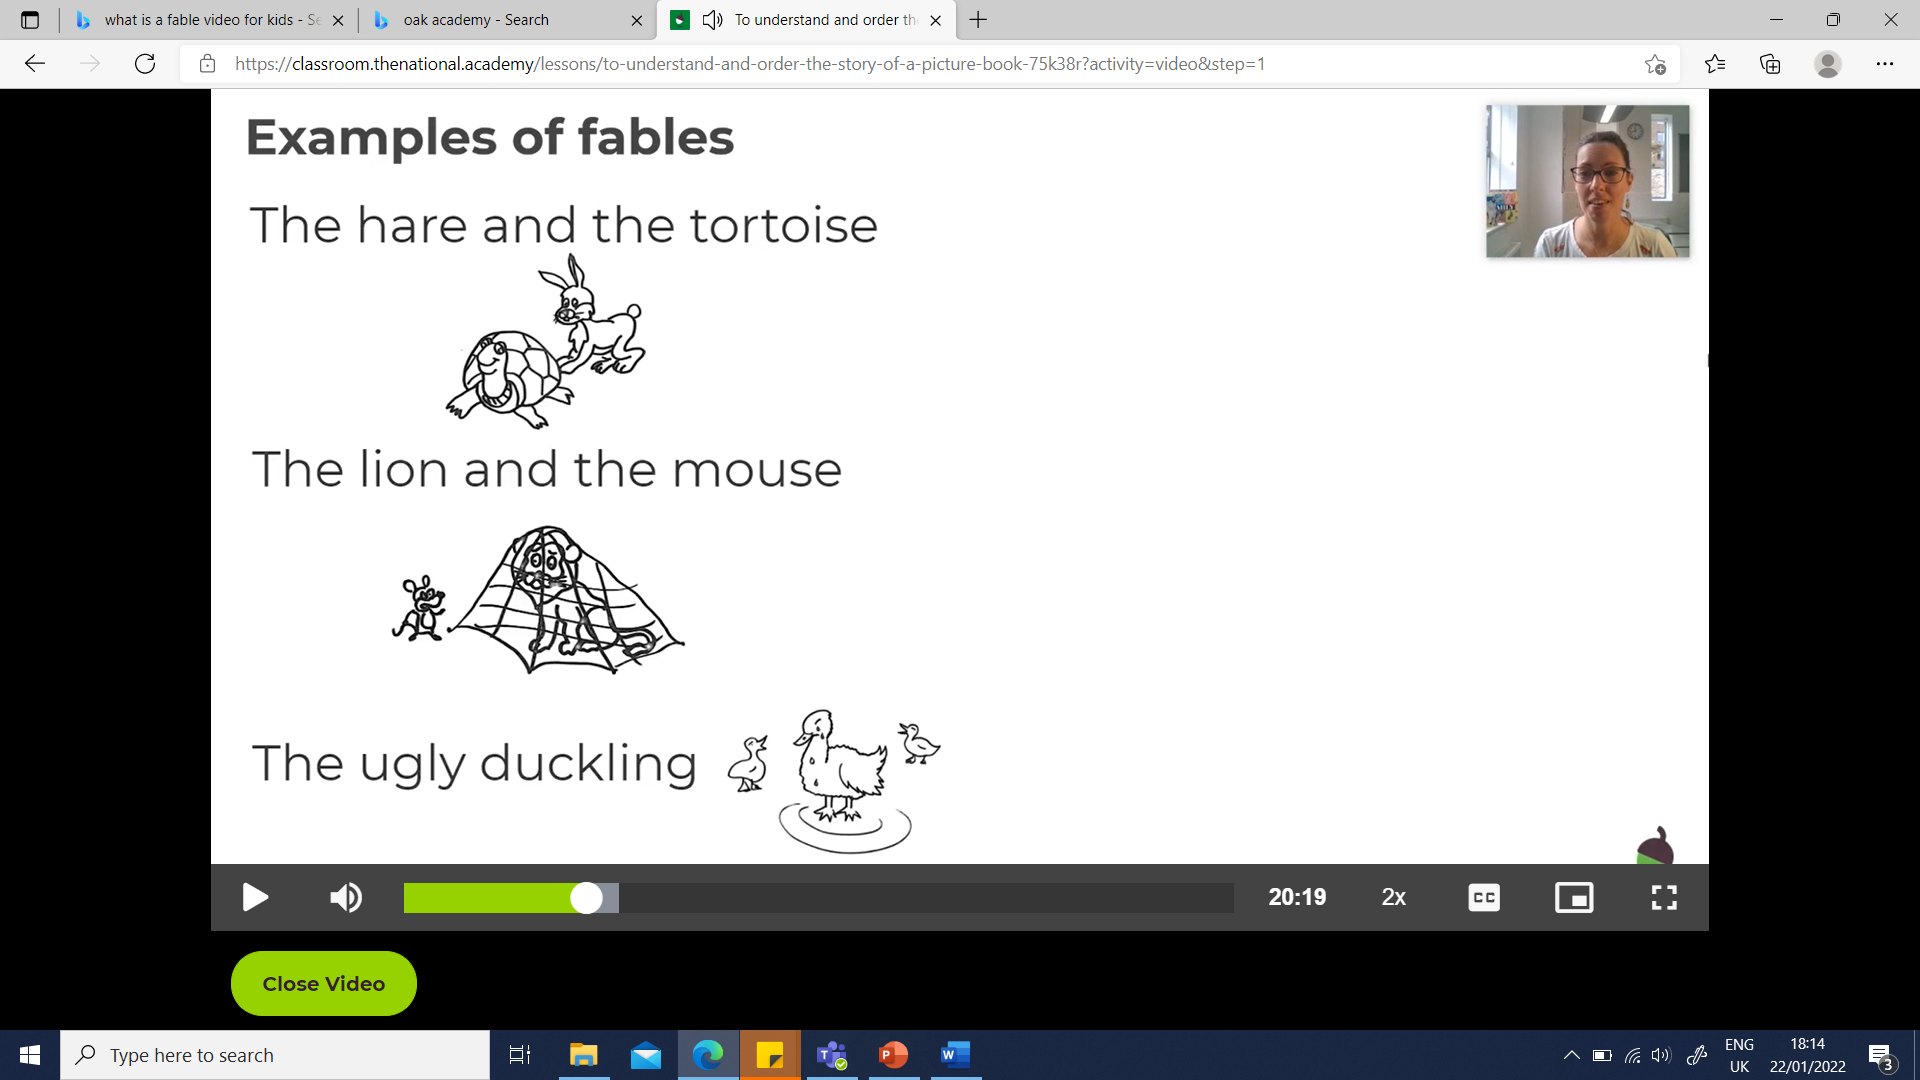 what is a fable video for kids - Se
oak academy - Search
To understand and order th
https://classroom.thenational.academy/lessons/to-understand-and-order-the-story-of-a-picture-book-75k38r?activity=video&step=1
Examples of fables
The hare and the tortoise
The lion and the mouse
The ugly duckling
20:19
2x
CC
Close Video
Type here to search
ENG
UK
18:14
22/01/2022
3